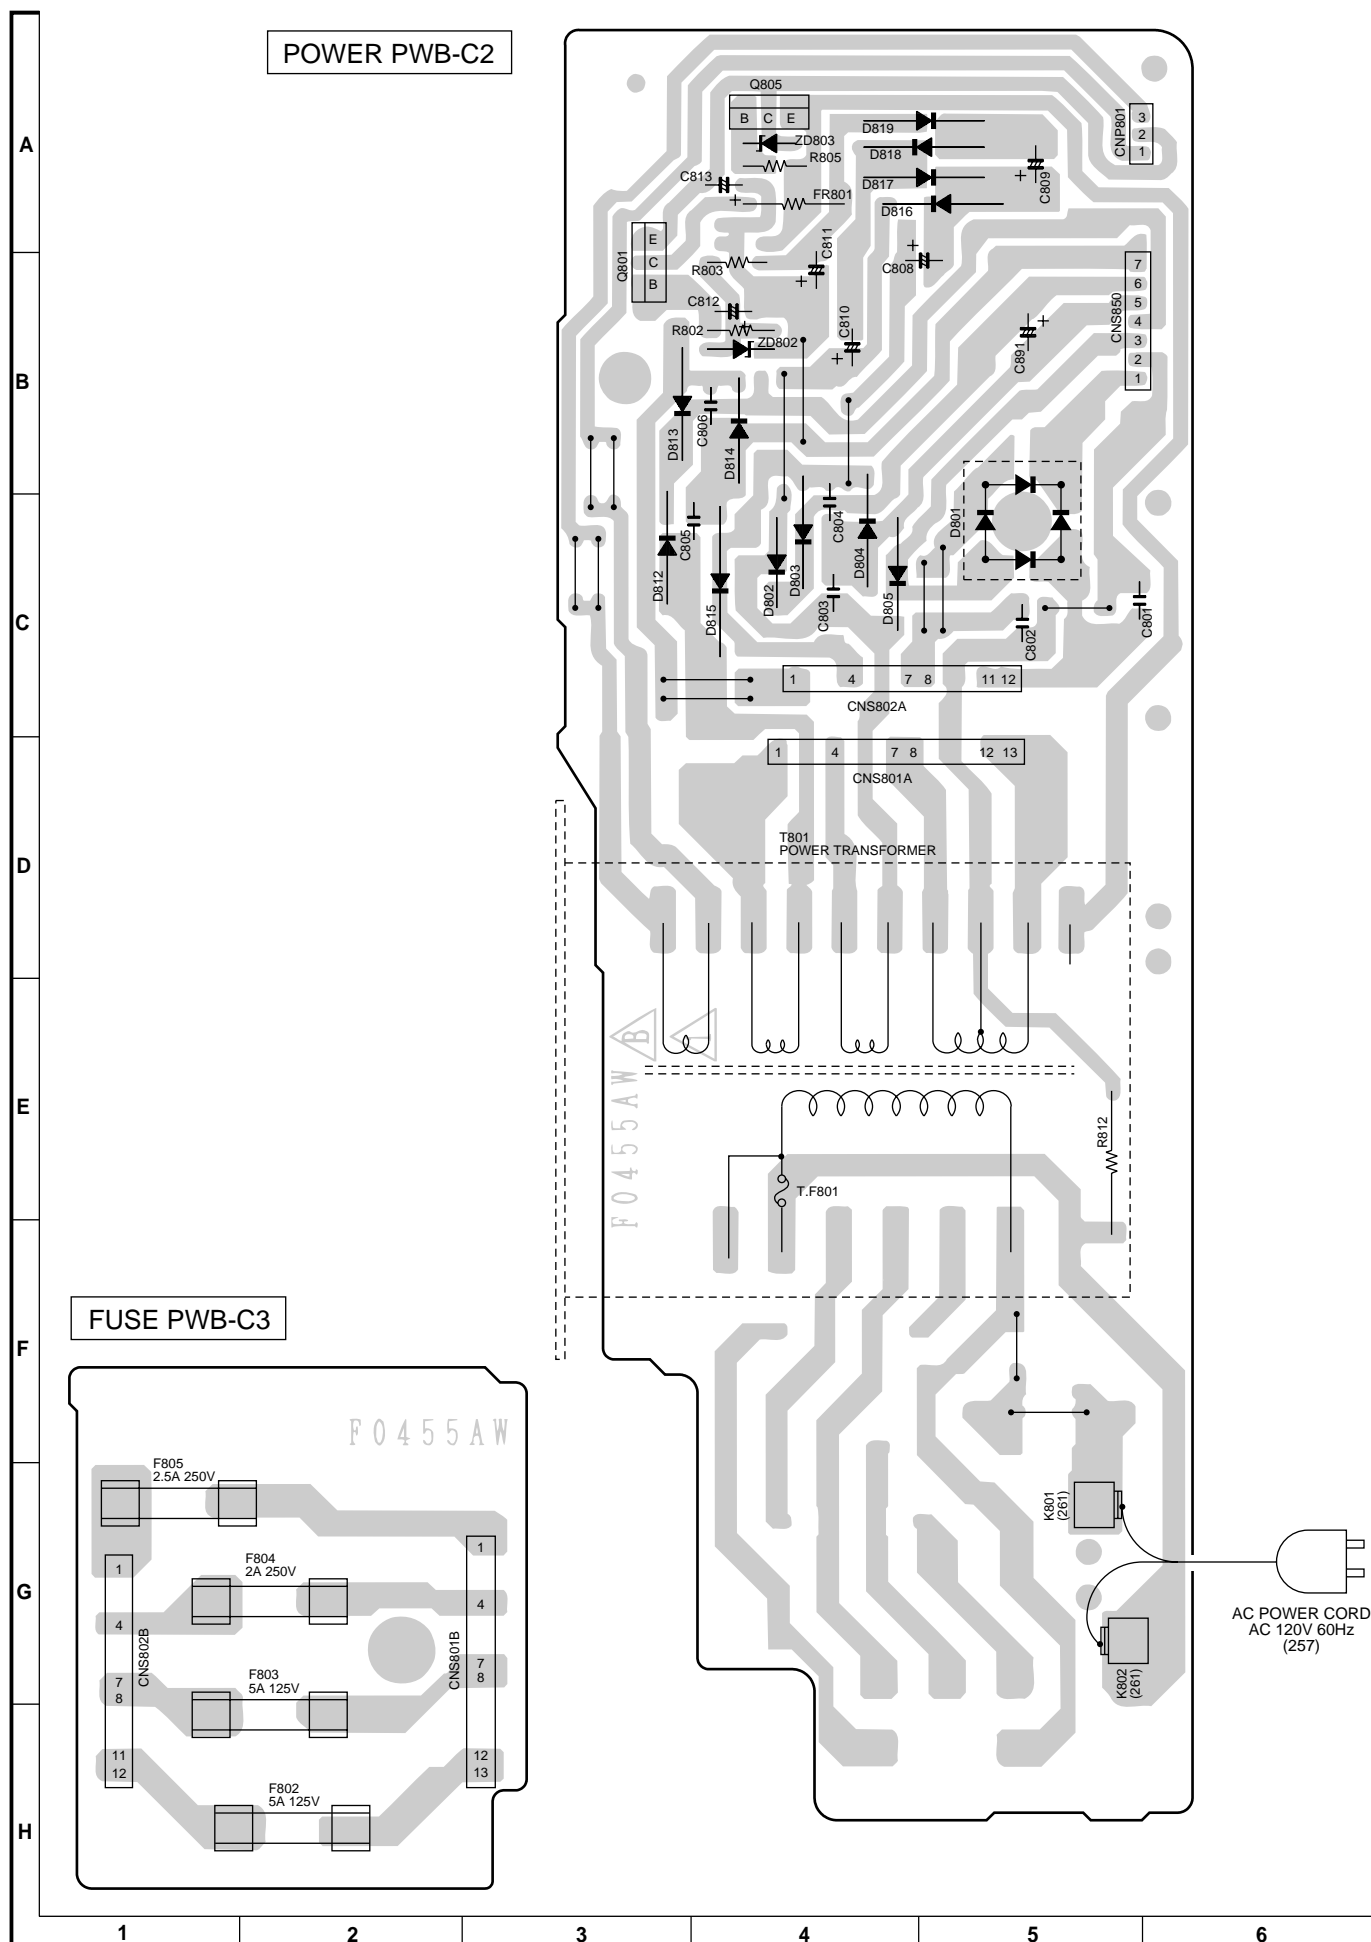 POWER PWB-C2
A
B
C
D
E
F
G
H
Q805
B C E
ZD803
R805
C813
+
FR801
D819
D818
D817
D816
+
C809
CNP801
3
2
1
Q801
E
C
B
R803
C811
+
+
C808
C812
R802
+
ZD802
C810
+
C891
+
CNS850
7
6
5
4
3
2
1
D813
C806
D814
D801
C805
C804
D812
D815
D802
D803
C803
D804
D805
C802
C801
1 4 7 8 11 12
CNS802A
1 4 7 8 12 13
CNS801A
T801
POWER TRANSFORMER
F0455AW
B
R812
T.F801
FUSE PWB-C3
F0455AW
F805
2.5A 250V
F804
2A 250V
F803
5A 125V
F802
5A 125V
CNS802B
1
4
7
8
11
12
CNS801B
1
4
7
8
12
13
K801
(261)
K802
(261)
AC POWER CORD
AC 120V 60Hz
(257)
1 2 3 4 5 6